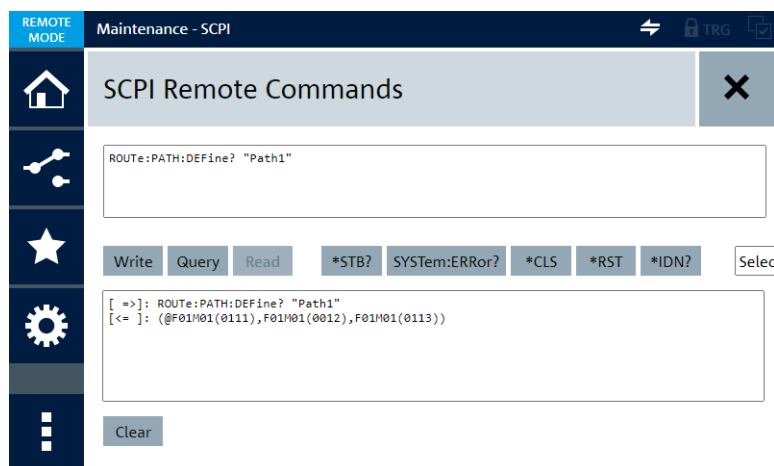 REMOTE
MODE
Maintenance - SCPI
TRG
SCPI Remote Commands
ROUTe:PATH:DEFine? "Path1"
Write Query Read *STB? SYSTem:ERRor? *CLS *RST *IDN? Selec
[ =>]: ROUTe:PATH:DEFine? "Path1"
[<= ]: (@F01M01(0111),F01M01(0012),F01M01(0113))
Clear